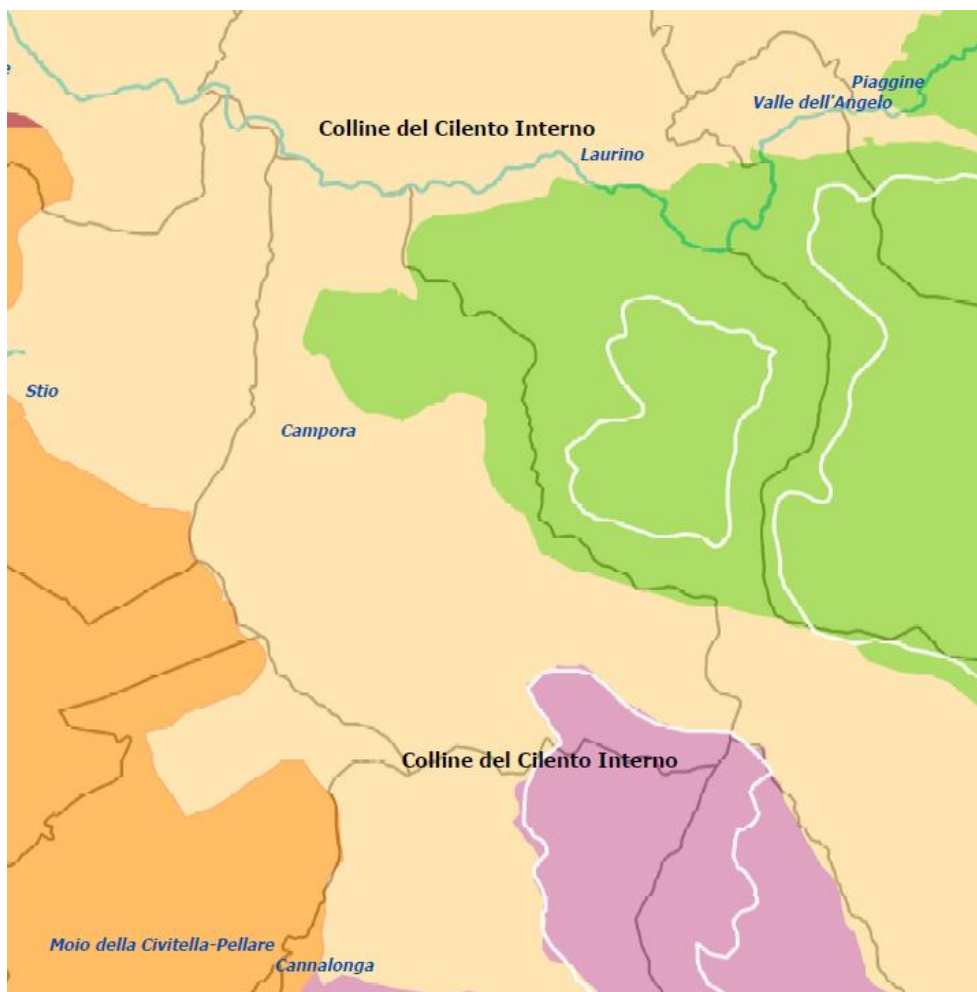 Piaggine
Valle dell'Angelo
Colline del Cilento Interno
Laurino
Stio
Campora
Colline del Cilento Interno
Moio della Civitella-Pellare
Cannalonga